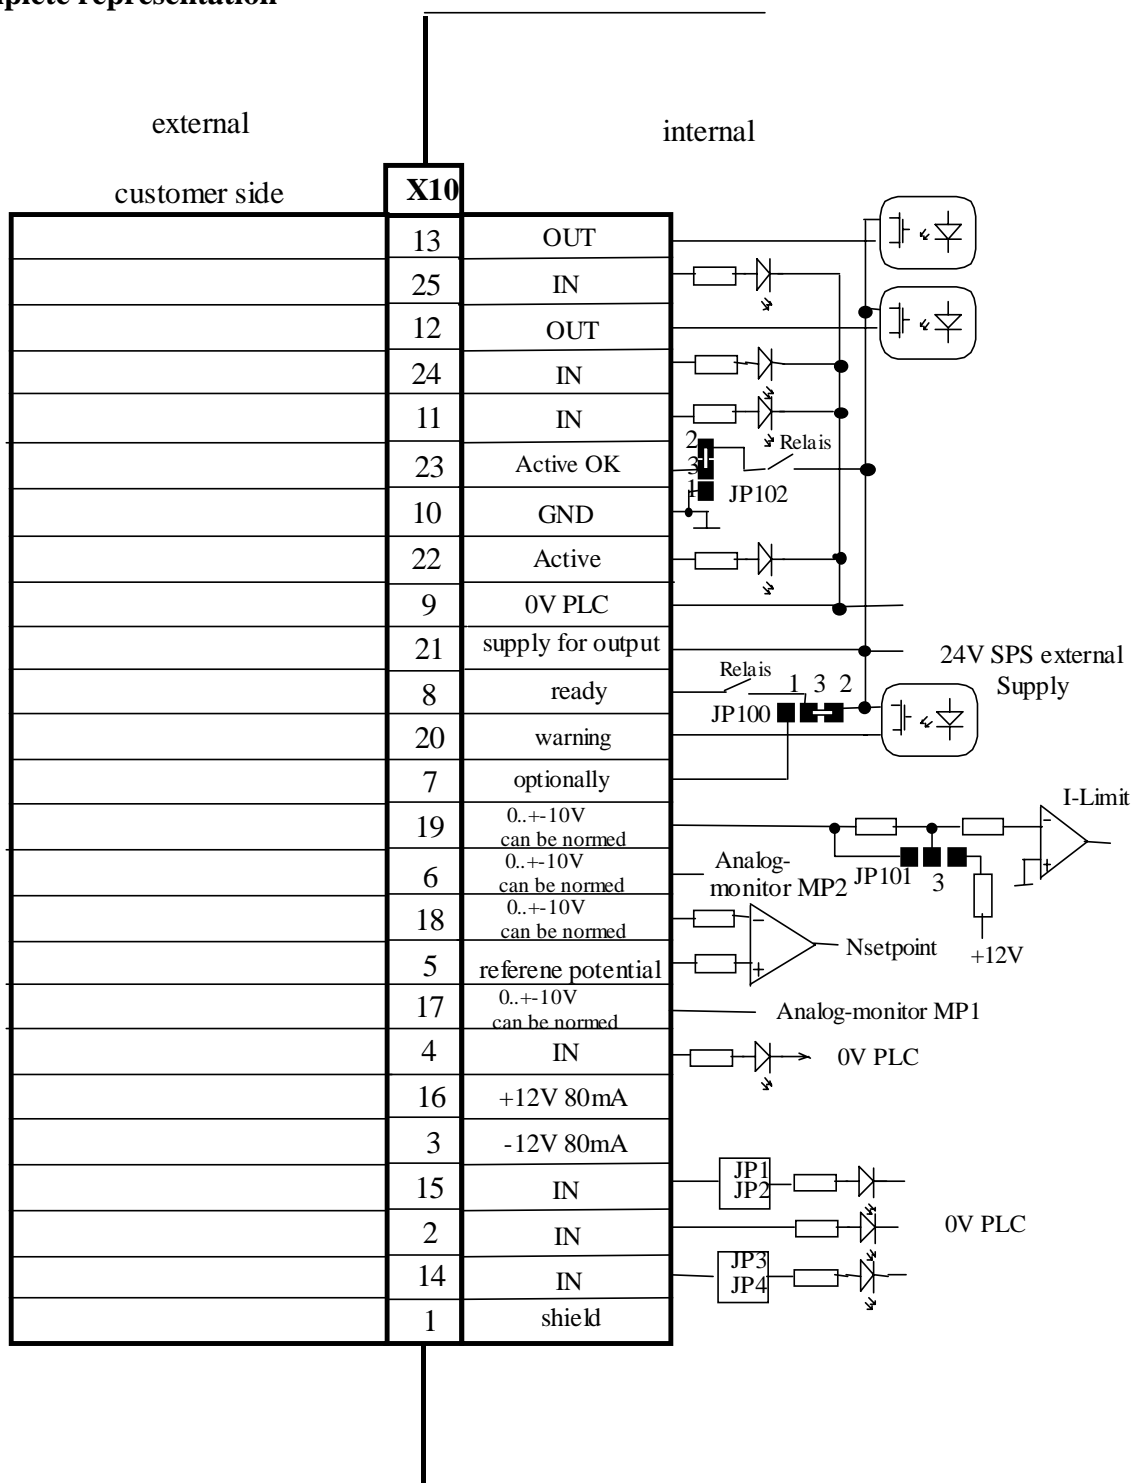 representation
external
internal
customer side
X10
13 OUT
25 IN
12 OUT
24 IN
11 IN
2
Relais
23 Active OK
3
1
JP102
10 GND
22 Active
9 0V PLC
21 supply for output
24V SPS external
Supply
8 ready
Relais
1 3 2
JP100
20 warning
7 optionally
I-Limit
19 0..+-10V
can be normed
JP101
3
+12V
6 0..+-10V
can be normed
Analog-
monitor MP2
18 0..+-10V
can be normed
Nsetpoint
5 referene potential
17 0..+-10V
can be normed
Analog-monitor MP1
4 IN
0V PLC
16 +12V 80mA
3 -12V 80mA
15 IN
JP1
JP2
2 IN
0V PLC
14 IN
JP3
JP4
1 shield